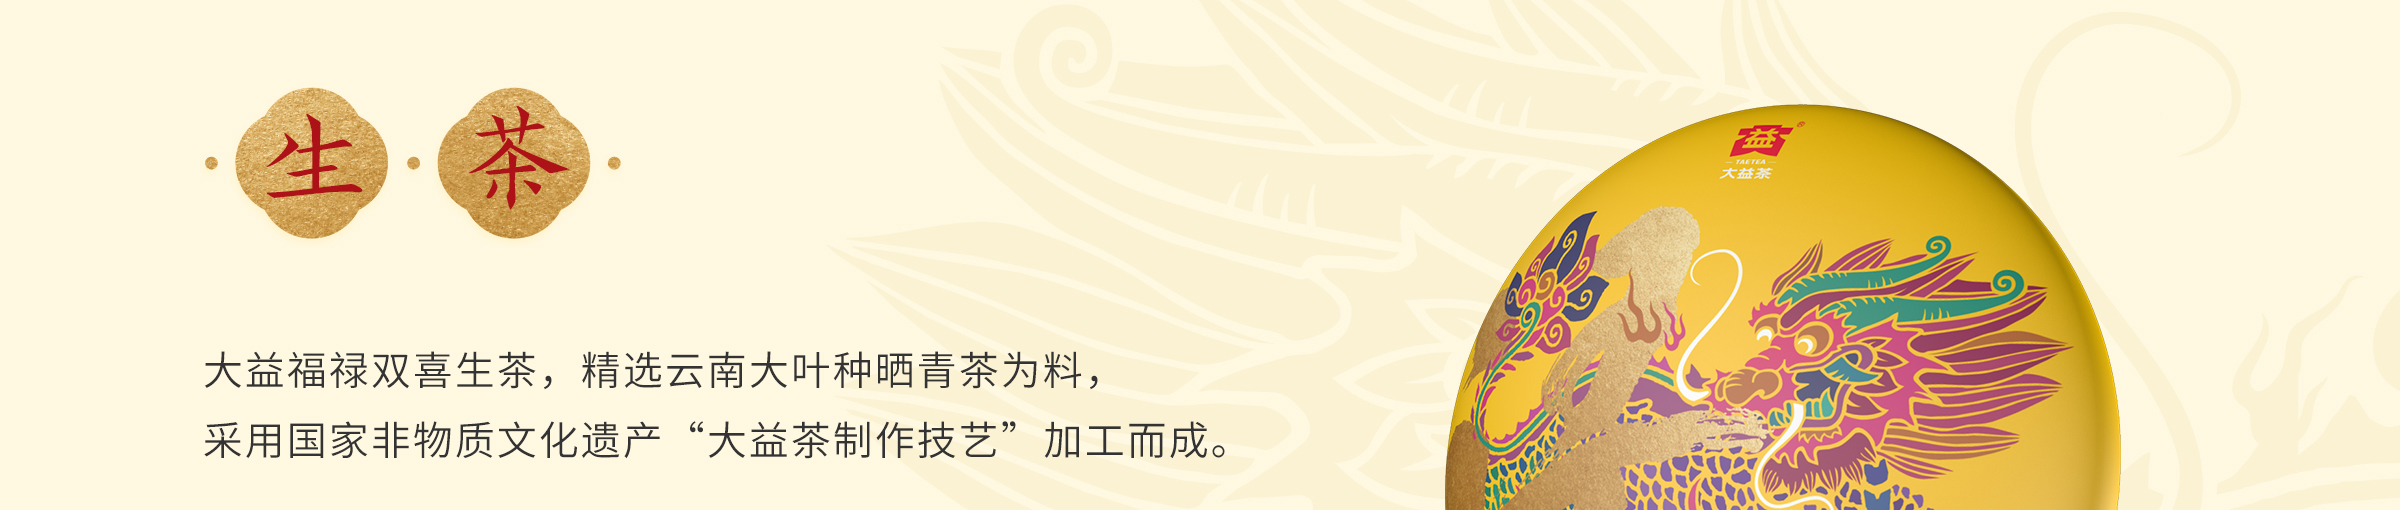 生茶
益
TAETEA
大益茶
大益福禄双喜生茶，精选云南大叶种晒青茶为料，
采用国家非物质文化遗产“大益茶制作技艺”加工而成。